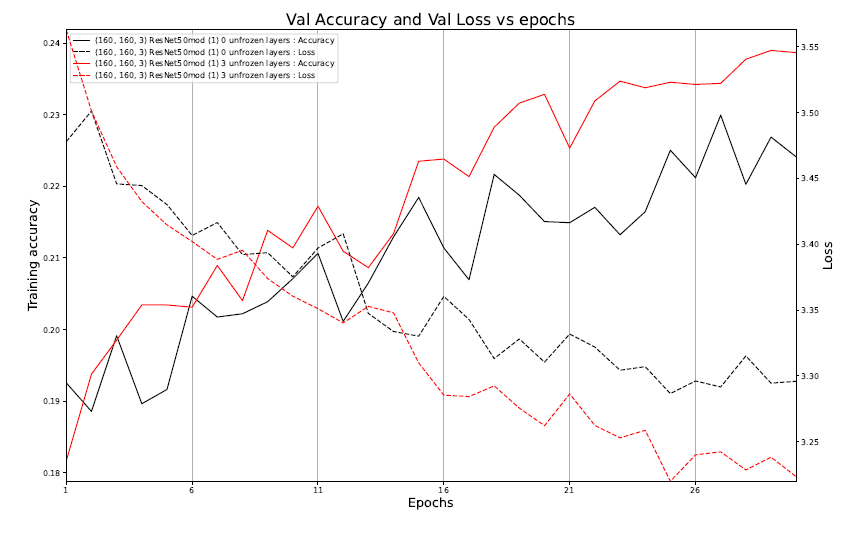 Val Accuracy and Val Loss vs epochs
(160, 160, 3) ResNet50mod (1) 0 unfrozen layers : Accuracy
(160, 160, 3) ResNet50mod (1) 0 unfrozen layers : Loss
(160, 160, 3) ResNet50mod (1) 3 unfrozen layers : Accuracy
(160, 160, 3) ResNet50mod (1) 3 unfrozen layers : Loss
0.24
0.23
0.22
0.21
0.20
0.19
0.18
Training accuracy
3.55
3.50
3.45
3.40
3.35
3.30
3.25
Loss
1 6 11 16 21 26
Epochs